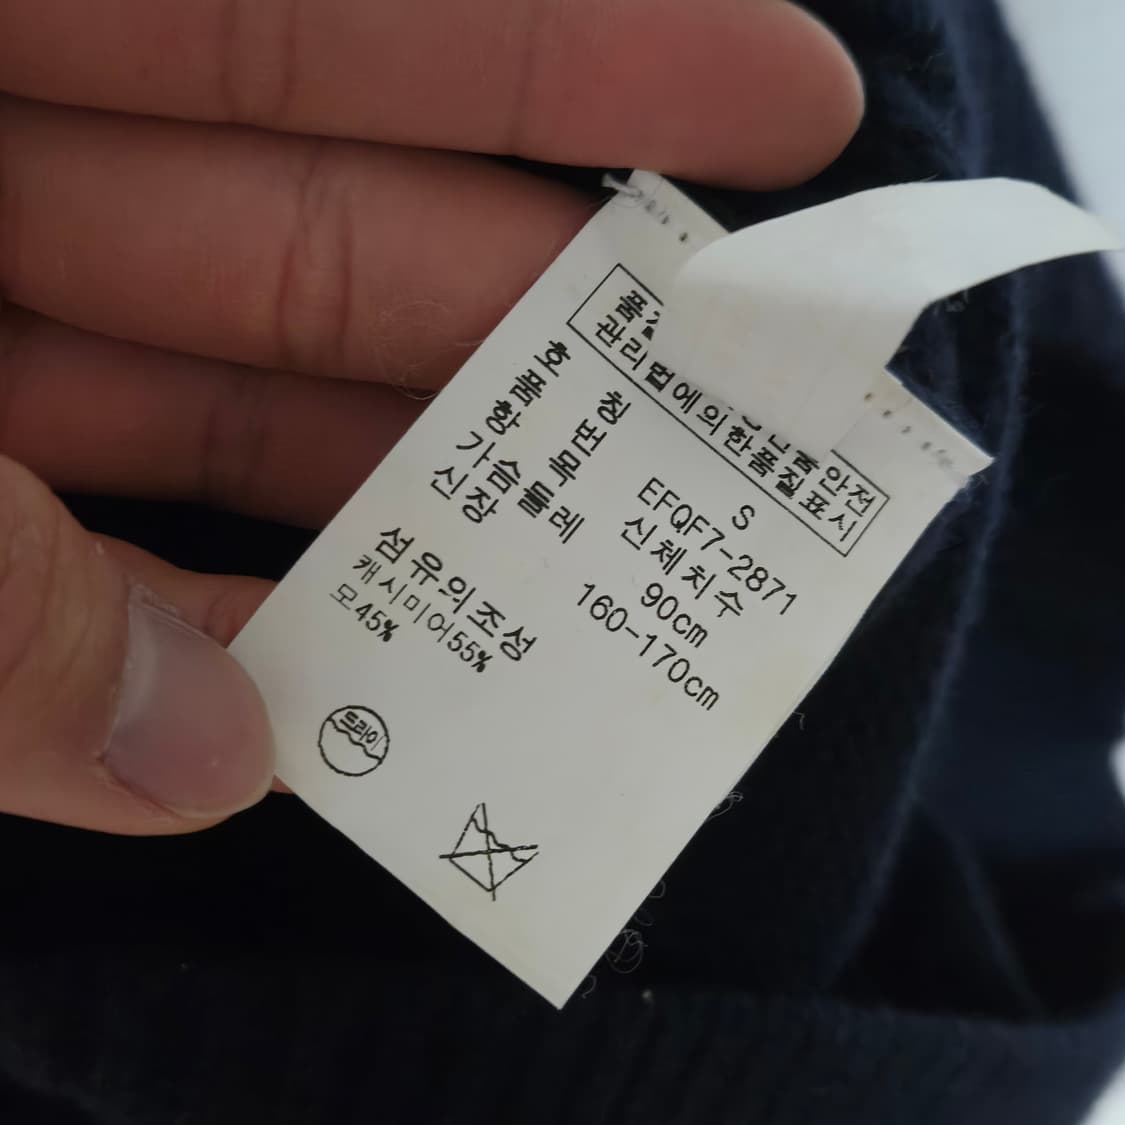 관리법에의한품질표시
호 칭 S
품 번 EFQF7-2871
항 목 신체치수
가슴둘레 90cm
신장 160-170cm
섬유의조성
캐시미어55%
모45%
드라이